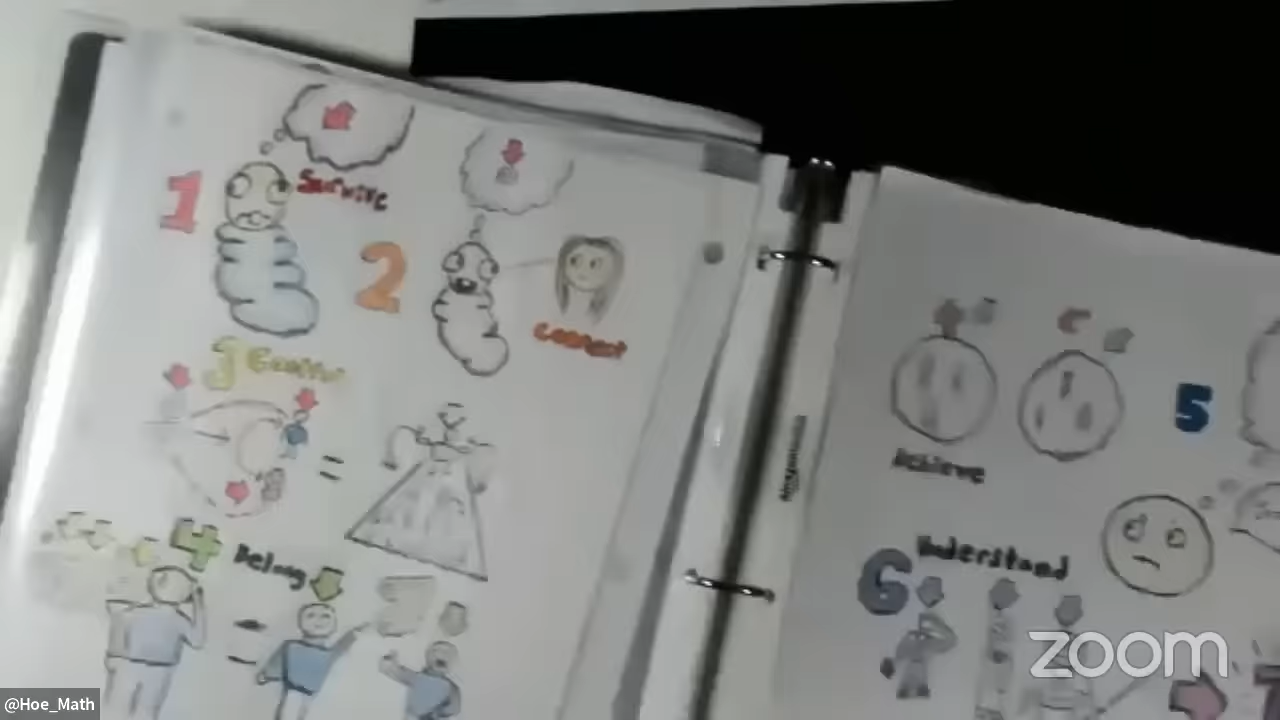 1
Survive
2
Connect
3
4
Belong
Achieve
5
Understand
6
zoom
@Hoe_Math